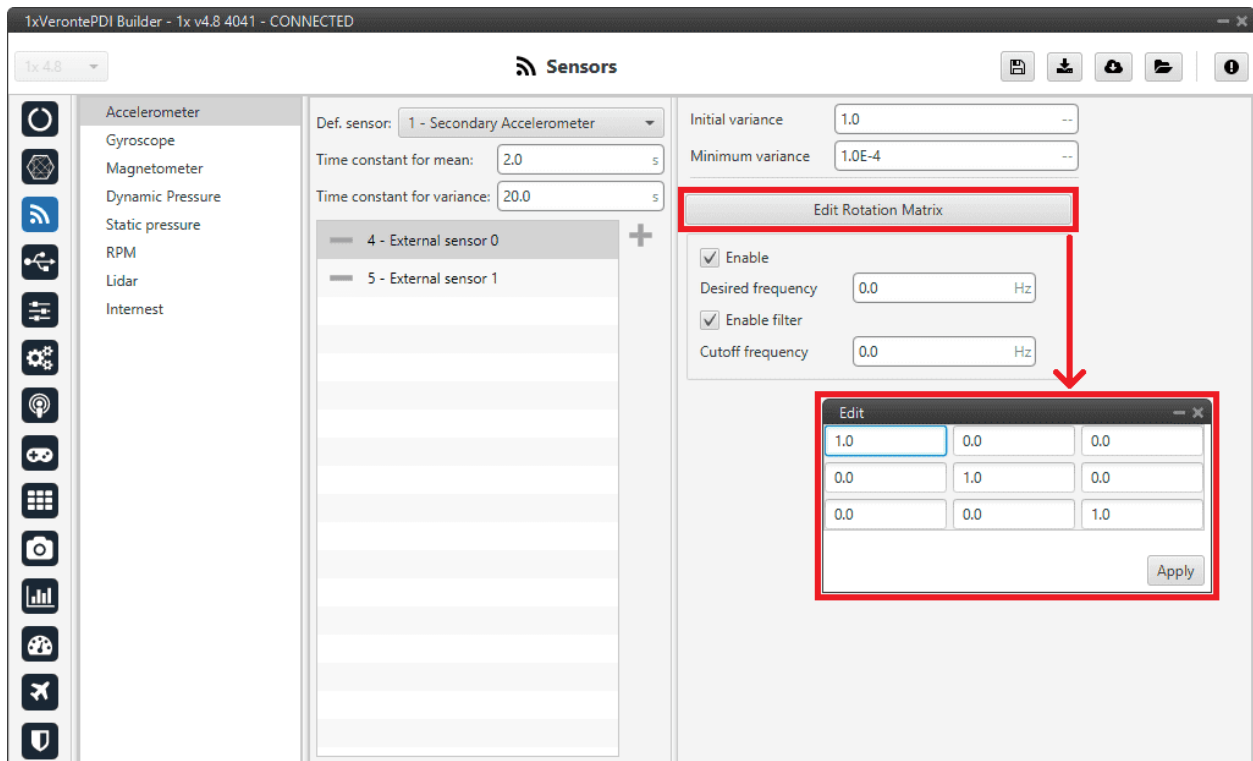 1xVerontePDI Builder - 1x v4.8 4041 - CONNECTED
1x 4.8
Sensors
Accelerometer
Gyroscope
Magnetometer
Dynamic Pressure
Static pressure
RPM
Lidar
Internest
Def. sensor: 1 - Secondary Accelerometer
Time constant for mean: 2.0 s
Time constant for variance: 20.0 s
4 - External sensor 0
5 - External sensor 1
Initial variance 1.0 --
Minimum variance 1.0E-4 --
Edit Rotation Matrix
Enable
Desired frequency 0.0 Hz
Enable filter
Cutoff frequency 0.0 Hz
Edit
1.0 0.0 0.0
0.0 1.0 0.0
0.0 0.0 1.0
Apply